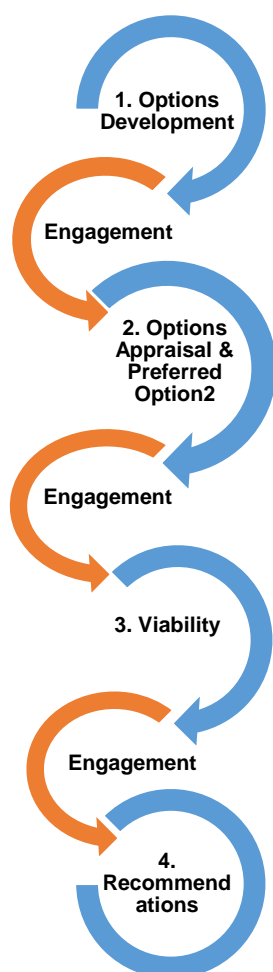 1. Options
Development
Engagement
2. Options
Appraisal &
Preferred
Option2
Engagement
3. Viability
Engagement
4.
Recommend
ations